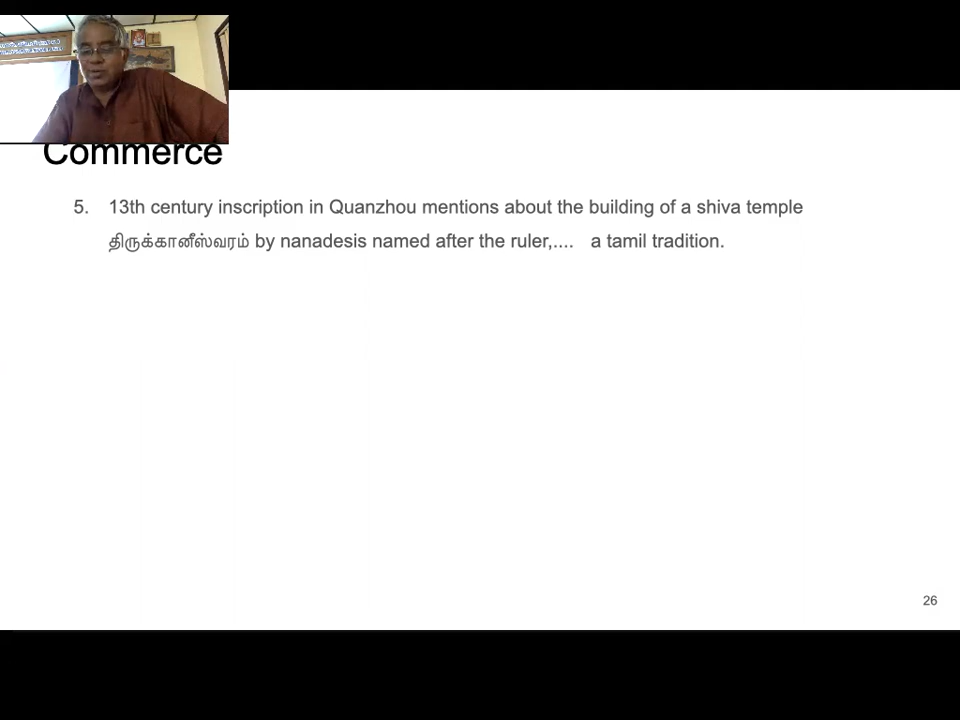 Commerce
5. 13th century inscription in Quanzhou mentions about the building of a shiva temple
திருக்கானீஸ்வரம் by nanadesis named after the ruler,.... a tamil tradition.
26